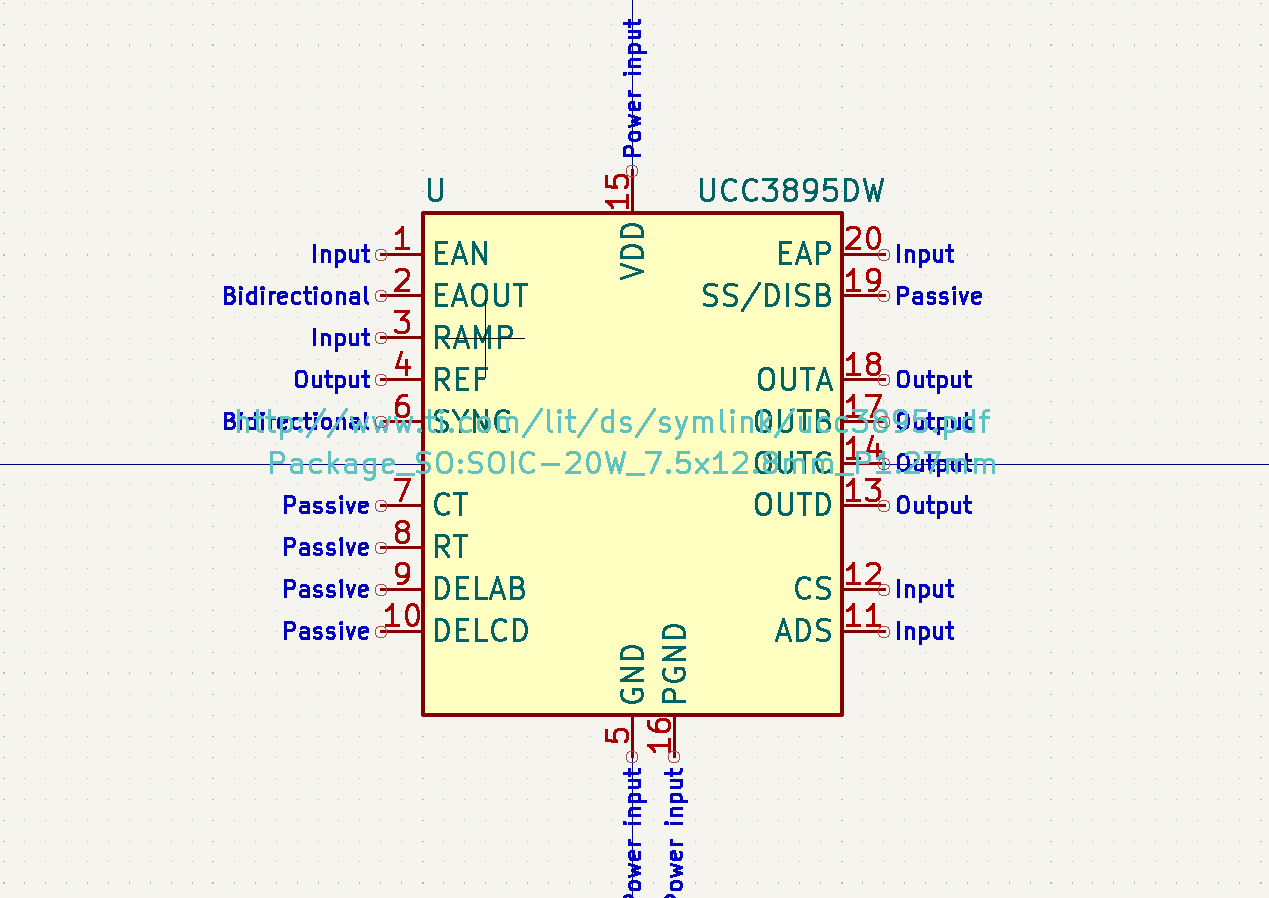 Power input
15
U
UCC3895DW
VDD
Input 1 EAN
EAP 20 Input
Bidirectional 2 EAOUT
SS/DISB 19 Passive
Input 3 RAMP
Output 4 REF
OUTA 18 Output
Bidirectional 6 SYNC
OUTB 17 Output
http://www.ti.com/lit/ds/symlink/ucc3895.pdf
OUTC 14 Output
Package_SO:SOIC-20W_7.5x12.8mm_P1.27mm
Passive 7 CT
OUTD 13 Output
Passive 8 RT
Passive 9 DELAB
CS 12 Input
Passive 10 DELCD
ADS 11 Input
GND
PGND
5
16
Power input
Power input